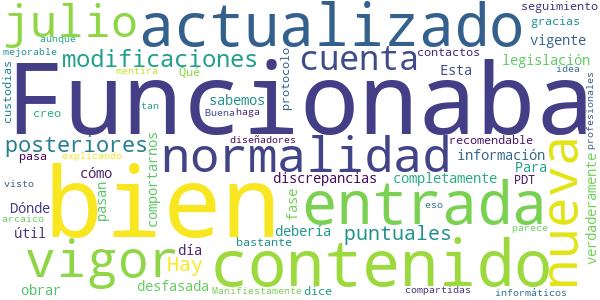 julio actualizado seguimiento
aunque gracias
mejorable modificaciones cuenta contactos vigente
custodias mentira Qué protocolo Esta legislación
Funcionaba
creo tan sabemos Buena haga idea
posteriores diseñadores recomendable profesionales
pasa explicando normalidad información Para
visto cómo discrepancias completamente PDT
Dónde pasan bien comportarnos fase entrada nueva verdaderamente
arcaico eso
útil día debería puntuales parece
vigor Hay bastante contenido
obrar desfasada Manifiestamente dice compartidas informáticos